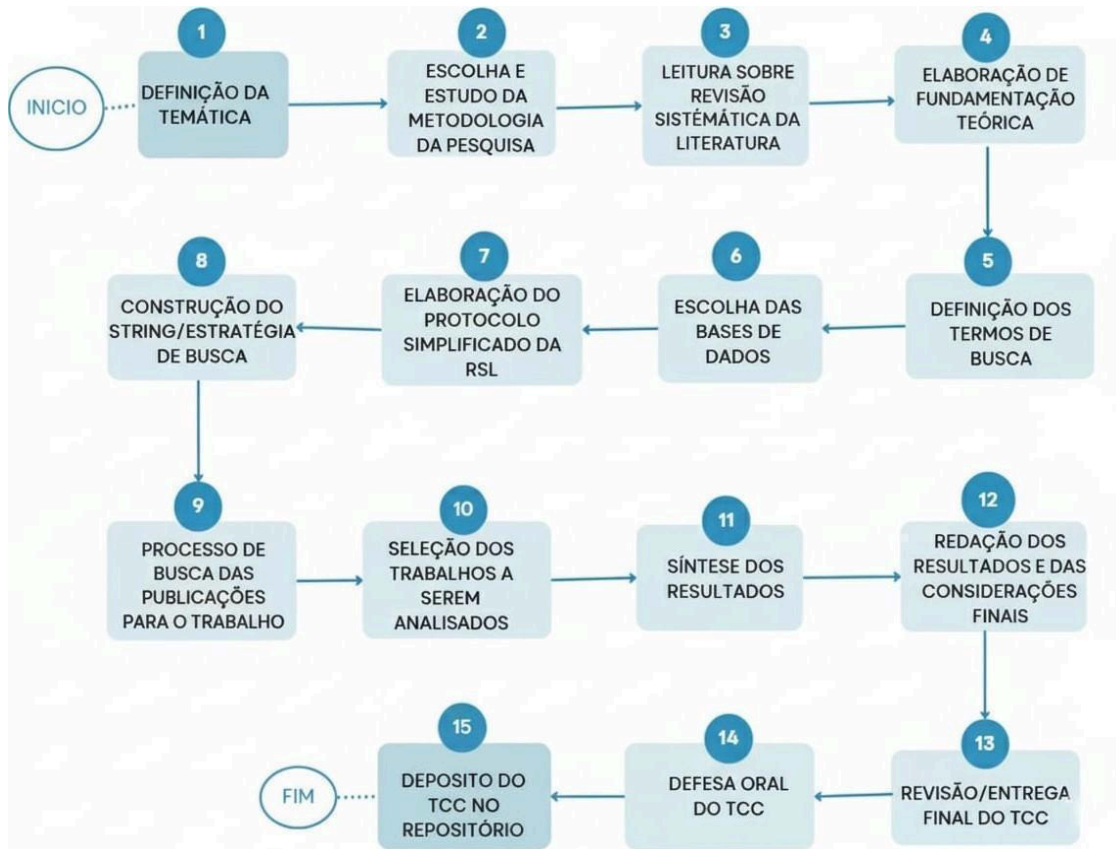 INICIO
1
DEFINIÇÃO DA
TEMÁTICA
2
ESCOLHA E
ESTUDO DA
METODOLOGIA
DA PESQUISA
3
LEITURA SOBRE
REVISÃO
SISTÉMÁTICA DA
LITERATURA
4
ELABORAÇÃO DE
FUNDAMENTAÇÃO
TEÓRICA
5
DEFINIÇÃO DOS
TERMOS DE
BUSCA
6
ESCOLHA DAS
BASES DE
DADOS
7
ELABORAÇÃO DO
PROTOCOLO
SIMPLIFICADO DA
RSL
8
CONSTRUÇÃO DO
STRING/ESTRATÉGIA
DE BUSCA
9
PROCESSO DE
BUSCA DAS
PUBLICAÇÕES
PARA O TRABALHO
10
SELEÇÃO DOS
TRABALHOS A
SEREM
ANALISADOS
11
SÍNTESE DOS
RESULTADOS
12
REDAÇÃO DOS
RESULTADOS E DAS
CONSIDERAÇÕES
FINAIS
13
REVISÃO/ENTREGA
FINAL DO TCC
14
DEFESA ORAL
DO TCC
15
DEPOSITO DO
TCC NO
REPOSITÓRIO
FIM